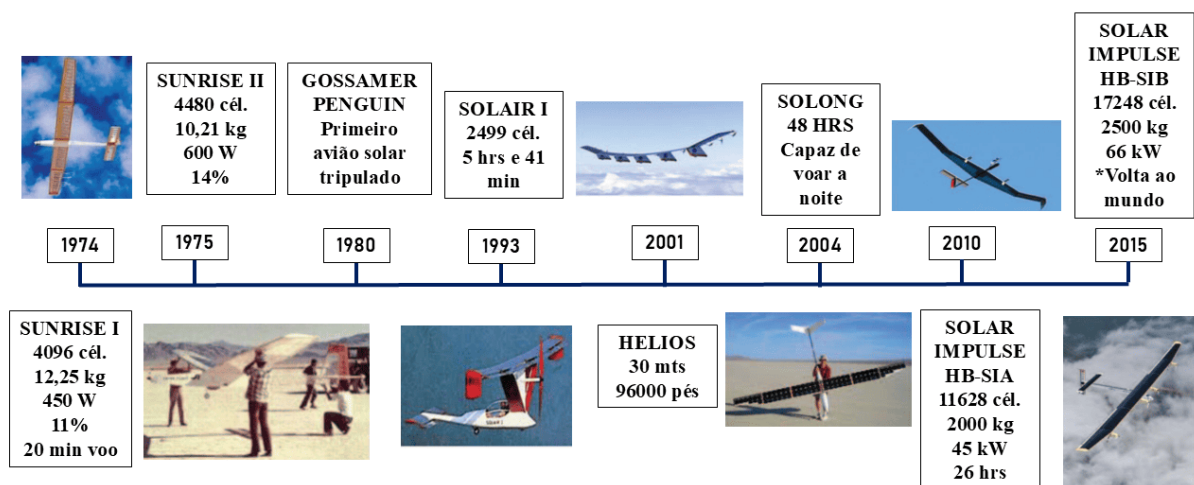 SUNRISE II
4480 cél.
10,21 kg
600 W
14%
GOSSAMER
PENGUIN
Primeiro
avião solar
tripulado
SOLAIR I
2499 cél.
5 hrs e 41
min
SOLONG
48 HRS
Capaz de
voar a
noite
SOLAR
IMPULSE
HB-SIB
17248 cél.
2500 kg
66 kW
*Volta ao
mundo
1974
1975
1980
1993
2001
2004
2010
2015
SUNRISE I
4096 cél.
12,25 kg
450 W
11%
20 min voo
HELIOS
30 mts
96000 pés
SOLAR
IMPULSE
HB-SIA
11628 cél.
2000 kg
45 kW
26 hrs